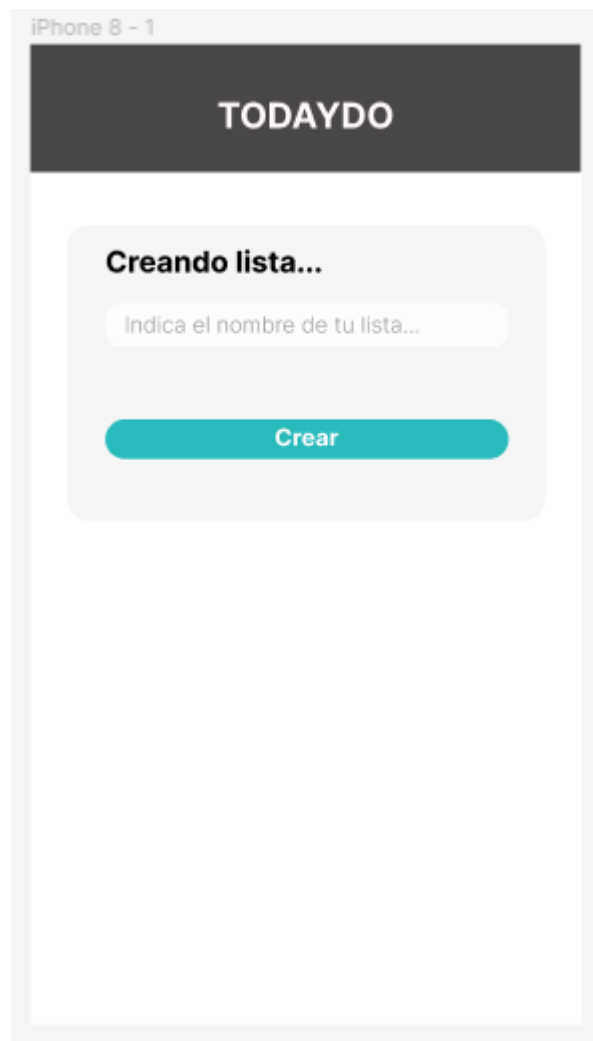 iPhone 8 - 1
TODAYDO
Creando lista...
Indica el nombre de tu lista...
Crear